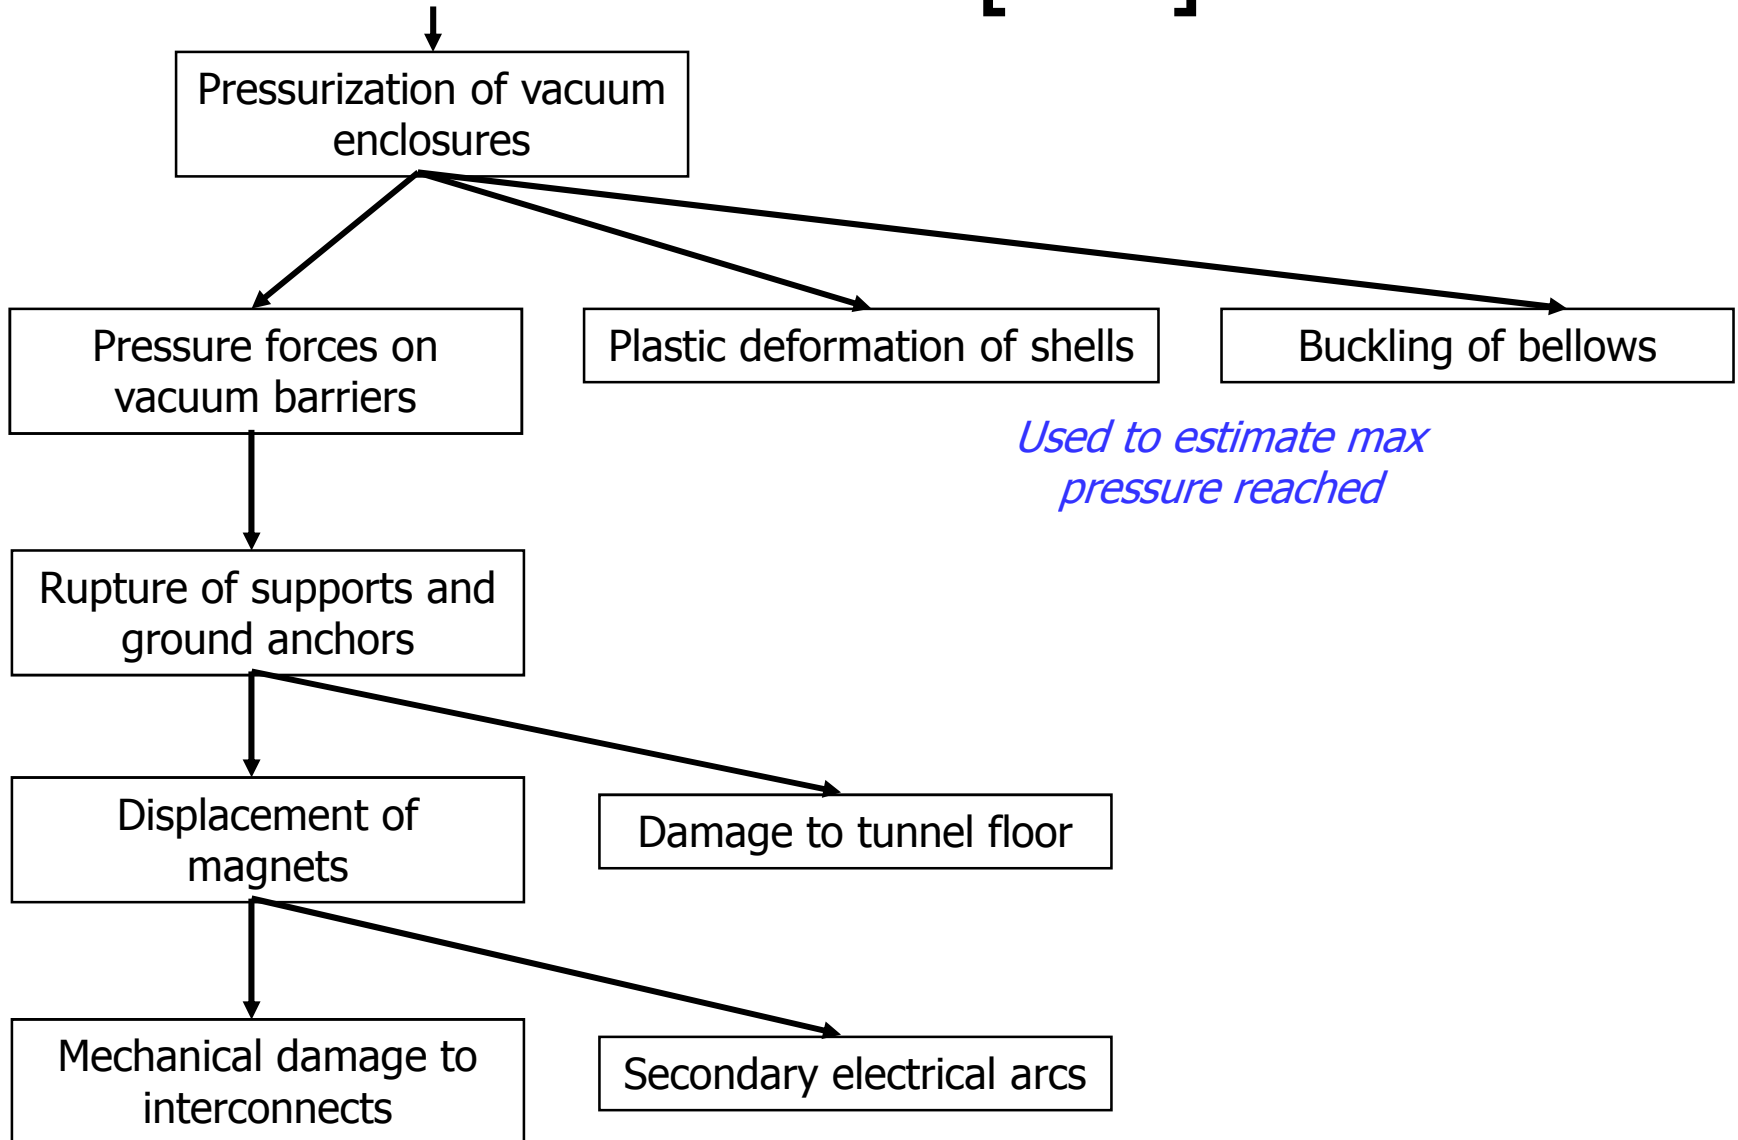 Pressurization of vacuum
enclosures
Pressure forces on
vacuum barriers
Plastic deformation of shells
Buckling of bellows
Used to estimate max
pressure reached
Rupture of supports and
ground anchors
Displacement of
magnets
Damage to tunnel floor
Mechanical damage to
interconnects
Secondary electrical arcs